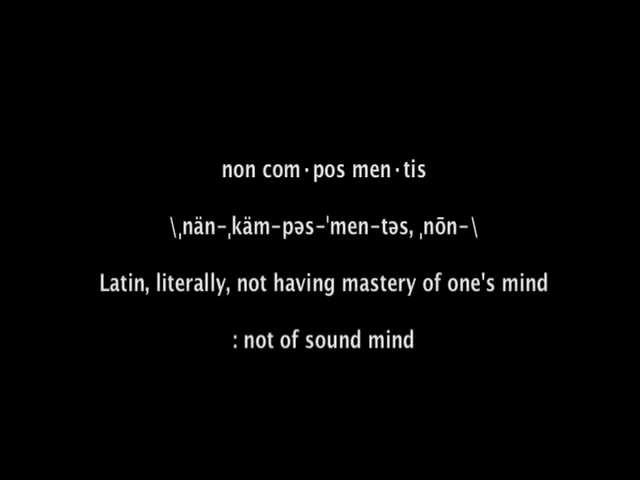 non com·pos men·tis
\ˌnän-ˌkäm-pəs-ˈmen-təs, ˌnōn-\
Latin, literally, not having mastery of one's mind
: not of sound mind